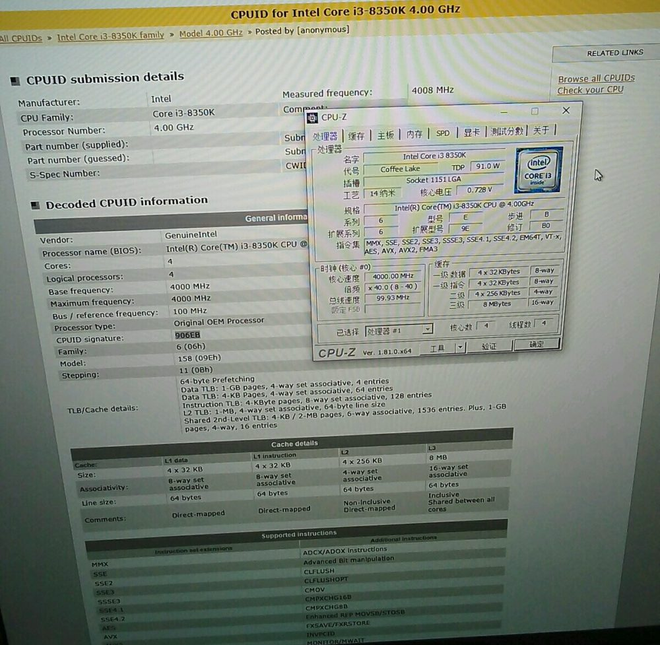 CPUID for Intel Core i3-8350K 4.00 GHz
All CPUIDs » Intel Core i3-8350K family » Model 4.00 GHz » Posted by [anonymous]
RELATED LINKS
Browse all CPUIDs
Check your CPU
CPUID submission details
Manufacturer: Intel Measured frequency: 4008 MHz
CPU Family: Core i3-8350K
Processor Number: 4.00 GHz
Part number (supplied):
Part number (guessed):
S-Spec Number:
Decoded CPUID information
Vendor: GenuineIntel
Processor name (BIOS): Intel(R) Core(TM) i3-8350K CPU @
Cores: 4
Logical processors: 4
Base frequency: 4000 MHz
Maximum frequency: 4000 MHz
Bus / reference frequency: 100 MHz
Processor type: Original OEM Processor
CPUID signature: 906EB
Family: 6 (06h)
Model: 158 (09Eh)
Stepping: 11 (0Bh)
TLB/Cache details:
64-byte Prefetching
Data TLB: 1-GB pages, 4-way set associative, 4 entries
Data TLB: 4-KB Pages, 4-way set associative, 64 entries
Instruction TLB: 4-KByte pages, 8-way set associative, 128 entries
L2 TLB: 1-MB, 4-way set associative, 64-byte line size
Shared 2nd-Level TLB: 4-KB / 2-MB pages, 6-way associative, 1536 entries. Plus, 1-GB
pages, 4-way, 16 entries
CPU-Z
处理器 缓存 主板 内存 SPD 显卡 测试分数 关于
处理器
名字 Intel Core i3 8350K
代号 Coffee Lake TDP 91.0 W
插槽 Socket 1151 LGA
工艺 14 纳米 核心电压 0.728 V
intel
CORE i3
inside
规格 Intel(R) Core(TM) i3-8350K CPU @ 4.00GHz
系列 6 型号 E 步进 B
扩展系列 6 扩展型号 9E 修订 B0
指令集 MMX, SSE, SSE2, SSE3, SSSE3, SSE4.1, SSE4.2, EM64T, VT-x,
AES, AVX, AVX2, FMA3
时钟 (核心 #0)
核心速度 4000.00 MHz
倍频 x 40.0 (8 - 40)
总线速度 99.93 MHz
额定 FSB
缓存
一级 数据 4 x 32 KBytes 8-way
一级 指令 4 x 32 KBytes 8-way
二级 4 x 256 KBytes 4-way
三级 8 MBytes 16-way
已选择 处理器 #1 核心数 4 线程数 4
CPU-Z Ver. 1.81.0.x64 工具 验证 确定
Cache details
Cache: L1 data L1 instruction L2 L3
Size: 4 x 32 KB 4 x 32 KB 4 x 256 KB 8 MB
Associativity: 8-way set associative 8-way set associative 4-way set associative 16-way set associative
Line size: 64 bytes 64 bytes 64 bytes 64 bytes
Comments: Direct-mapped Direct-mapped Non-inclusive Direct-mapped Inclusive Shared between all cores
Supported instructions
Instruction set extensions Additional instructions
MMX ADCX/ADOX instructions
SSE Advanced Bit manipulation
SSE2 CLFLUSH
SSE3 CLFLUSHOPT
SSSE3 CMOV
SSE4.1 CMPXCHG16B
SSE4.2 CMPXCHG8B
AES Enhanced REP MOVSB/STOSB
AVX FXSAVE/FXRSTORE
INVPCID
MONITOR/MWAIT